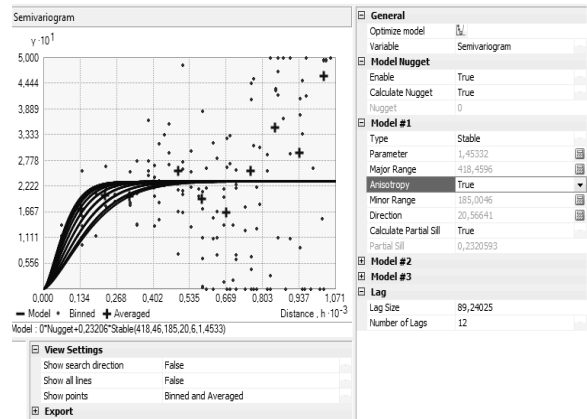 Semivariogram
γ·10¹
5,000
4,444
3,889
3,333
2,778
2,222
1,667
1,111
0,556
0,000 0,134 0,268 0,402 0,535 0,669 0,803 0,937 1,071
Model Binned Averaged Distance , h ·10⁻³
Model : 0*Nugget+0,23206*Stable(418,46,185,20,6,1,4533)
View Settings
Show search direction False
Show all lines False
Show points Binned and Averaged
Export
General
Optimize model
Variable Semivariogram
Model Nugget
Enable True
Calculate Nugget True
Nugget 0
Model #1
Type Stable
Parameter 1,45332
Major Range 418,4596
Anisotropy True
Minor Range 185,0046
Direction 20,56641
Calculate Partial Sill True
Partial Sill 0,2320593
Model #2
Model #3
Lag
Lag Size 89,24025
Number of Lags 12